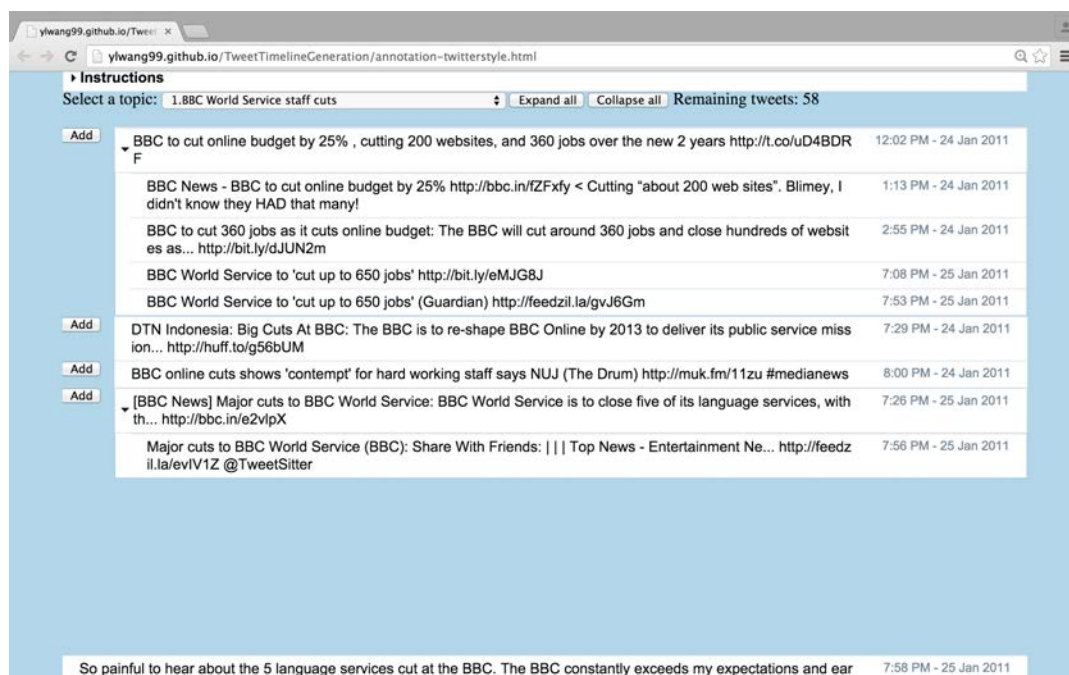 ylwang99.github.io/Tweet ×
ylwang99.github.io/TweetTimelineGeneration/annotation-twitterstyle.html
Instructions
Select a topic: 1.BBC World Service staff cuts Expand all Collapse all Remaining tweets: 58
Add
BBC to cut online budget by 25% , cutting 200 websites, and 360 jobs over the new 2 years http://t.co/uD4BDR 12:02 PM - 24 Jan 2011
F
BBC News - BBC to cut online budget by 25% http://bbc.in/fZFxfy < Cutting “about 200 web sites”. Blimey, I 1:13 PM - 24 Jan 2011
didn't know they HAD that many!
BBC to cut 360 jobs as it cuts online budget: The BBC will cut around 360 jobs and close hundreds of websit 2:55 PM - 24 Jan 2011
es as... http://bit.ly/dJUN2m
BBC World Service to 'cut up to 650 jobs' http://bit.ly/eMJG8J 7:08 PM - 25 Jan 2011
BBC World Service to 'cut up to 650 jobs' (Guardian) http://feedzil.la/gvJ6Gm 7:53 PM - 25 Jan 2011
Add
DTN Indonesia: Big Cuts At BBC: The BBC is to re-shape BBC Online by 2013 to deliver its public service miss 7:29 PM - 24 Jan 2011
ion... http://huff.to/g56bUM
Add
BBC online cuts shows 'contempt' for hard working staff says NUJ (The Drum) http://muk.fm/11zu #medianews 8:00 PM - 24 Jan 2011
Add
[BBC News] Major cuts to BBC World Service: BBC World Service is to close five of its language services, with 7:26 PM - 25 Jan 2011
th... http://bbc.in/e2vlpX
Major cuts to BBC World Service (BBC): Share With Friends: | | | Top News - Entertainment Ne... http://feedz 7:56 PM - 25 Jan 2011
il.la/evIV1Z @TweetSitter
So painful to hear about the 5 language services cut at the BBC. The BBC constantly exceeds my expectations and ear 7:58 PM - 25 Jan 2011